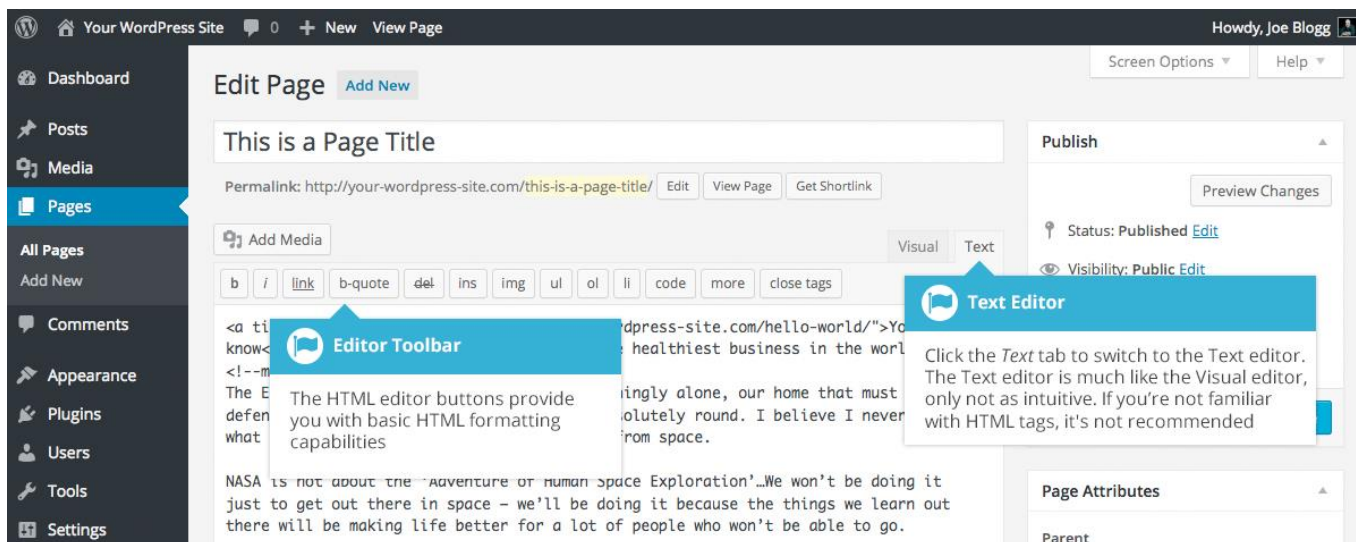 Your WordPress Site 0 + New View Page Howdy, Joe Blogg
Dashboard
Posts
Media
Pages
All Pages
Add New
Comments
Appearance
Plugins
Users
Tools
Settings
Edit Page Add New
Screen Options Help
This is a Page Title
Permalink: http://your-wordpress-site.com/this-is-a-page-title/ Edit View Page Get Shortlink
Add Media
Visual Text
b i link b-quote del ins img ul ol li code more close tags
<a ti
know<
<!--m
The E
defen
what
Editor Toolbar
The HTML editor buttons provide
you with basic HTML formatting
capabilities
dpress-site.com/hello-world/">Yo
healthiest business in the worl
ingly alone, our home that must
solutely round. I believe I never
from space.
NASA is not about the 'Adventure of Human Space Exploration'…We won't be doing it
just to get out there in space – we'll be doing it because the things we learn out
there will be making life better for a lot of people who won't be able to go.
Text Editor
Click the Text tab to switch to the Text editor.
The Text editor is much like the Visual editor,
only not as intuitive. If you're not familiar
with HTML tags, it's not recommended
Publish
Preview Changes
Status: Published Edit
Visibility: Public Edit
Page Attributes
Parent